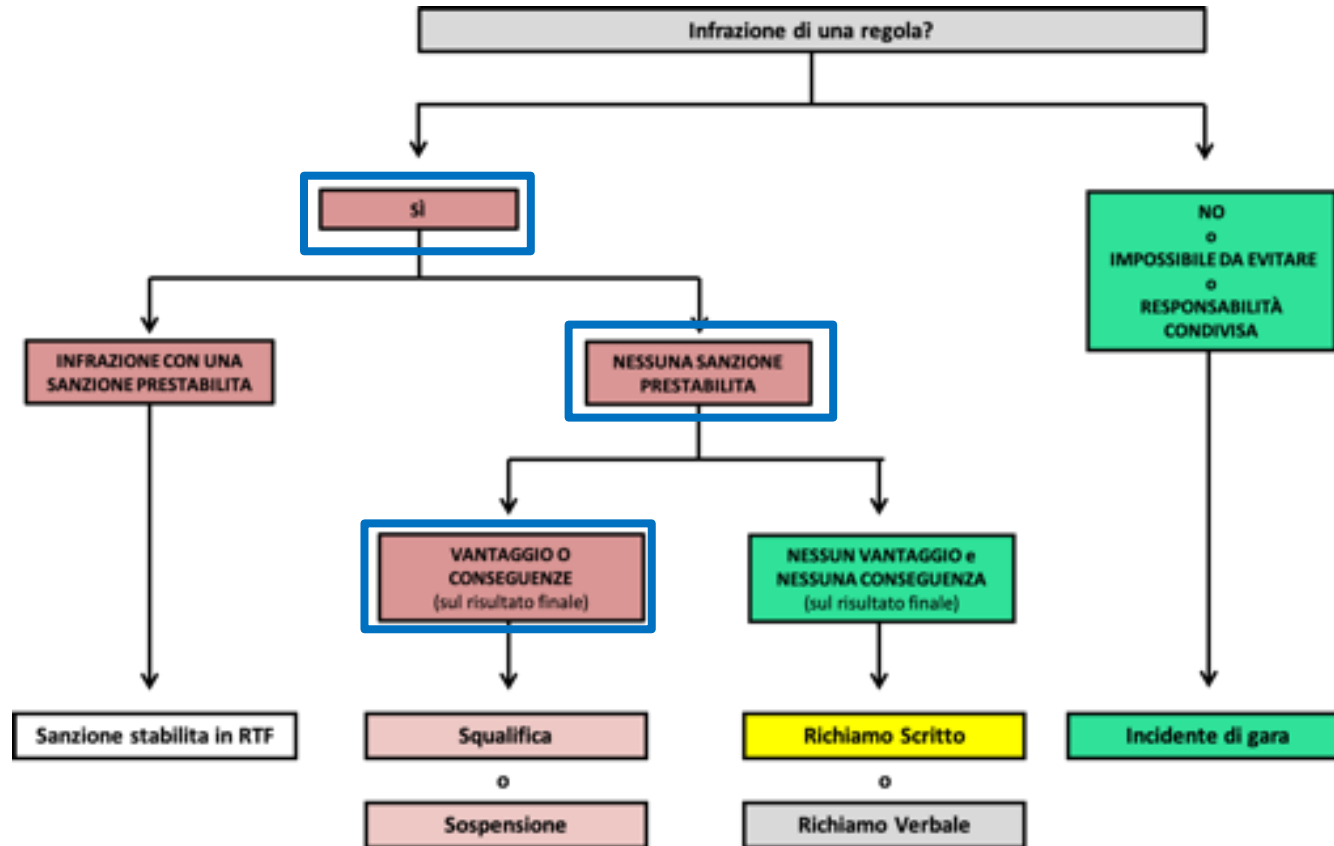 Infrazione di una regola?
SÌ
NO
o
IMPOSSIBILE DA EVITARE
o
RESPONSABILITÀ
CONDIVISA
INFRAZIONE CON UNA
SANZIONE PRESTABILITA
NESSUNA SANZIONE
PRESTABILITA
VANTAGGIO O
CONSEGUENZE
(sul risultato finale)
NESSUN VANTAGGIO e
NESSUNA CONSEGUENZA
(sul risultato finale)
Sanzione stabilita in RTF
Squalifica
o
Sospensione
Richiamo Scritto
o
Richiamo Verbale
Incidente di gara